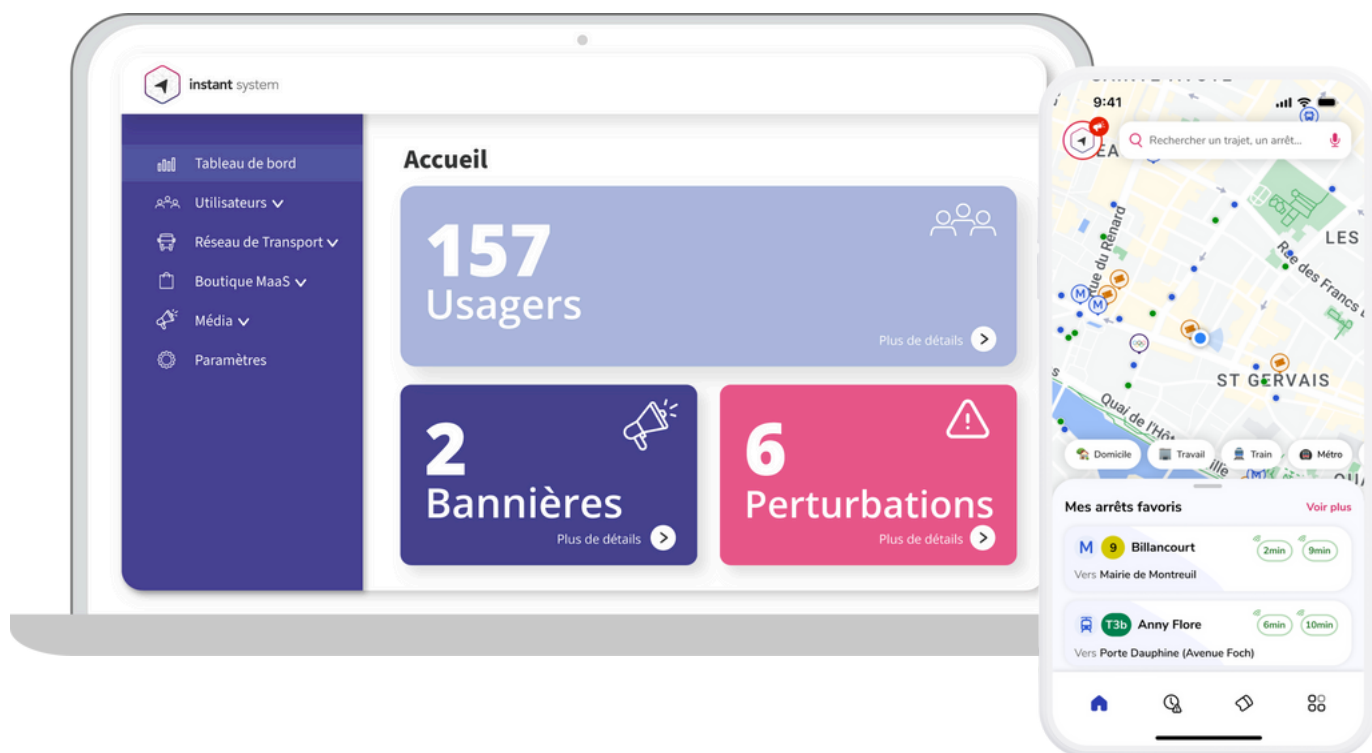 instant system
Tableau de bord
Utilisateurs
Réseau de Transport
Boutique MaaS
Média
Paramètres
Accueil
157
Usagers
Plus de détails
2
Bannières
Plus de détails
6
Perturbations
Plus de détails
9:41
Rechercher un trajet, un arrêt...
Rue du Renard
LES
Rue des Francs
ST GERVAIS
Quai de l'Hô
ville
Domicile
Travail
Train
Métro
Mes arrêts favoris
Voir plus
M 9 Billancourt 2min 9min
Vers Mairie de Montreuil
T3b Anny Flore 6min 10min
Vers Porte Dauphine (Avenue Foch)